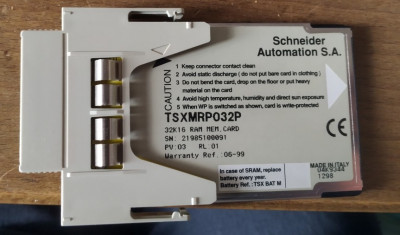 Schneider
Automation S.A.
CAUTION
1 Keep connector contact clean
2 Avoid static discharge ( do not put bare card in clothing )
3 Do not bend the card, drop on the floor or put heavy
material on the card
4 Avoid high temperature, humidity and direct sun exposure
5 When WP is switched as shown, card is write-protected
TSXMRP032P
32K16 RAM MEM.CARD
SN: 21985100091
PV:03 RL 01
Warranty Ref.:06-99
In case of SRAM, replace
battery every year.
Battery Ref.: TSX BAT M
MADE IN ITALY
04K9344
1298